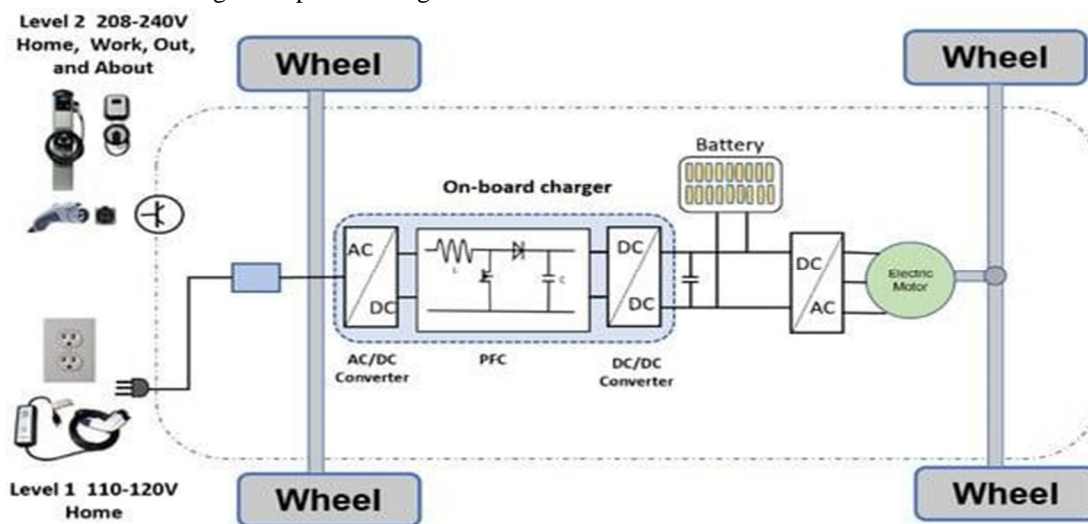 Level 2 208-240V
Home, Work, Out,
and About
Wheel
Wheel
Battery
On-board charger
AC
DC
L
C
DC
DC
DC
AC
Electric
Motor
AC/DC
Converter
PFC
DC/DC
Converter
Level 1 110-120V
Home
Wheel
Wheel